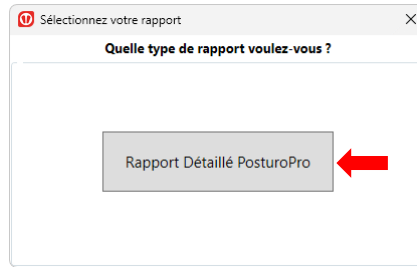 Sélectionnez votre rapport
Quelle type de rapport voulez-vous ?
Rapport Détaillé PosturoPro